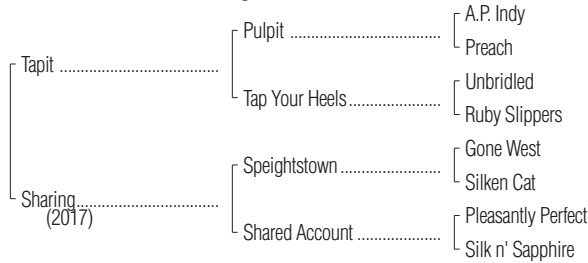 A.P. Indy
Pulpit ........................................
Preach
Tapit ..........................................
Unbridled
Tap Your Heels........................
Ruby Slippers
Gone West
Speightstown ..........................
Silken Cat
Sharing.....................................
(2017)
Pleasantly Perfect
Shared Account ......................
Silk n' Sapphire